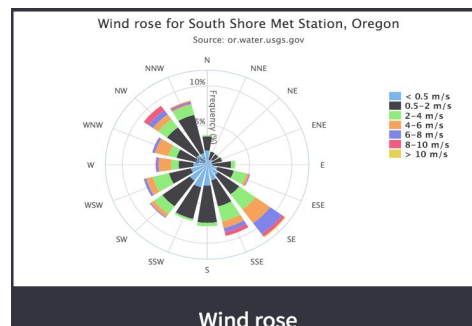 Wind rose for South Shore Met Station, Oregon
Source: or.water.usgs.gov
N
NNE
NE
ENE
E
ESE
SE
SSE
S
SSW
SW
WSW
W
WNW
NW
NNW
10%
5%
Frequency (%)
< 0.5 m/s
0.5-2 m/s
2-4 m/s
4-6 m/s
6-8 m/s
8-10 m/s
> 10 m/s
Wind rose